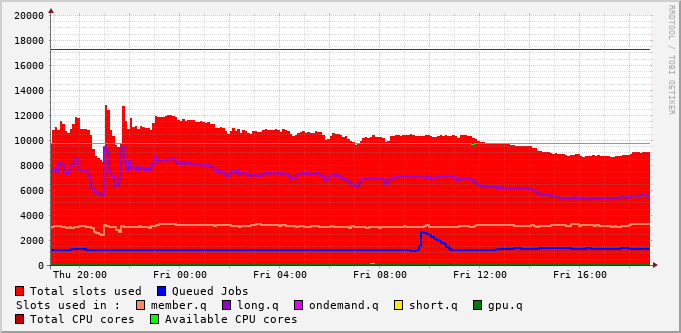 RRDTOOL / TOBI OETIKER
20000
18000
16000
14000
12000
10000
8000
6000
4000
2000
0
Thu 20:00 Fri 00:00 Fri 04:00 Fri 08:00 Fri 12:00 Fri 16:00
Total slots used Queued Jobs
Slots used in : member.q long.q ondemand.q short.q gpu.q
Total CPU cores Available CPU cores